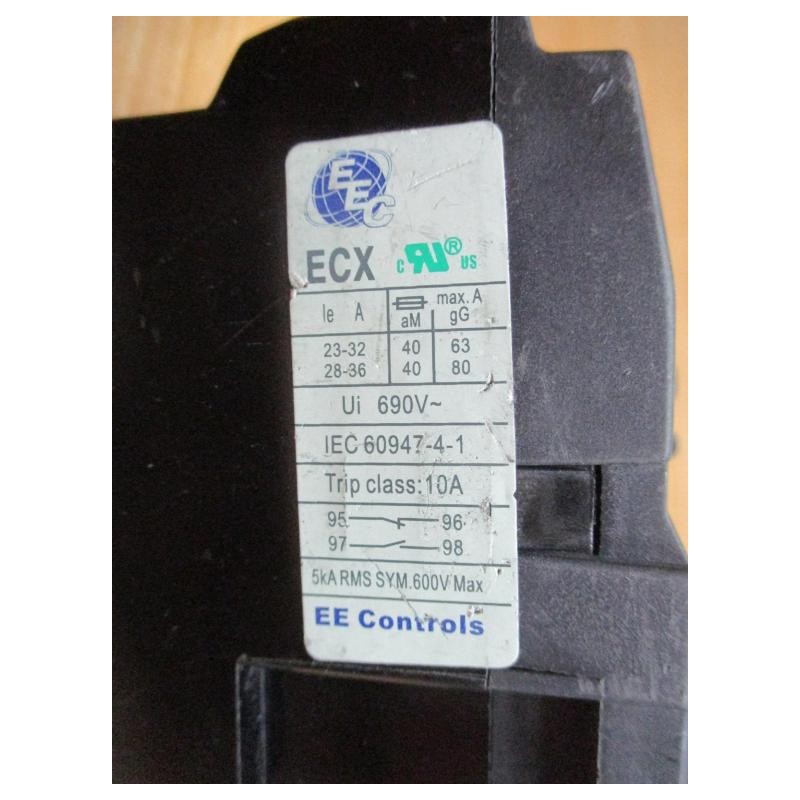 EEC
ECX c RU ® US
Ie A max. A
aM gG
23-32 40 63
28-36 40 80
Ui 690V~
IEC 60947-4-1
Trip class:10A
95 96
97 98
5kA RMS SYM.600V Max
EE Controls